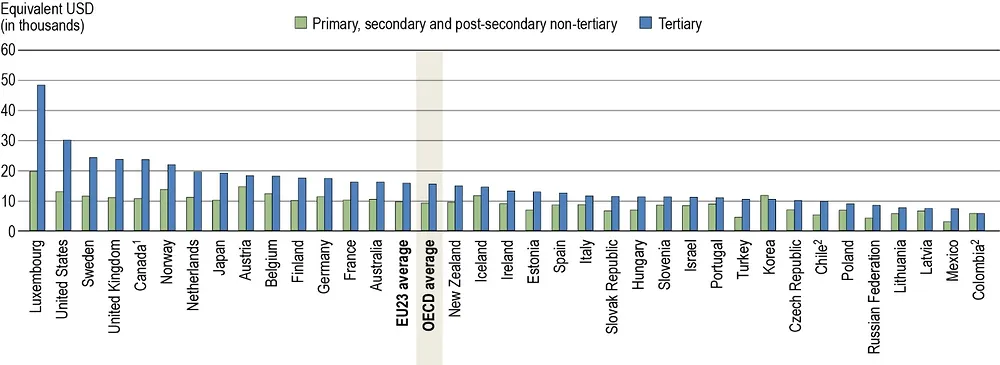 Equivalent USD
(in thousands)
Primary, secondary and post-secondary non-tertiary
Tertiary
60
50
40
30
20
10
0
Luxembourg
United States
Sweden
United Kingdom
Canada¹
Norway
Netherlands
Japan
Austria
Belgium
Finland
Germany
France
Australia
EU23 average
OECD average
New Zealand
Iceland
Ireland
Estonia
Spain
Italy
Slovak Republic
Hungary
Slovenia
Israel
Portugal
Turkey
Korea
Czech Republic
Chile²
Poland
Russian Federation
Lithuania
Latvia
Mexico
Colombia²